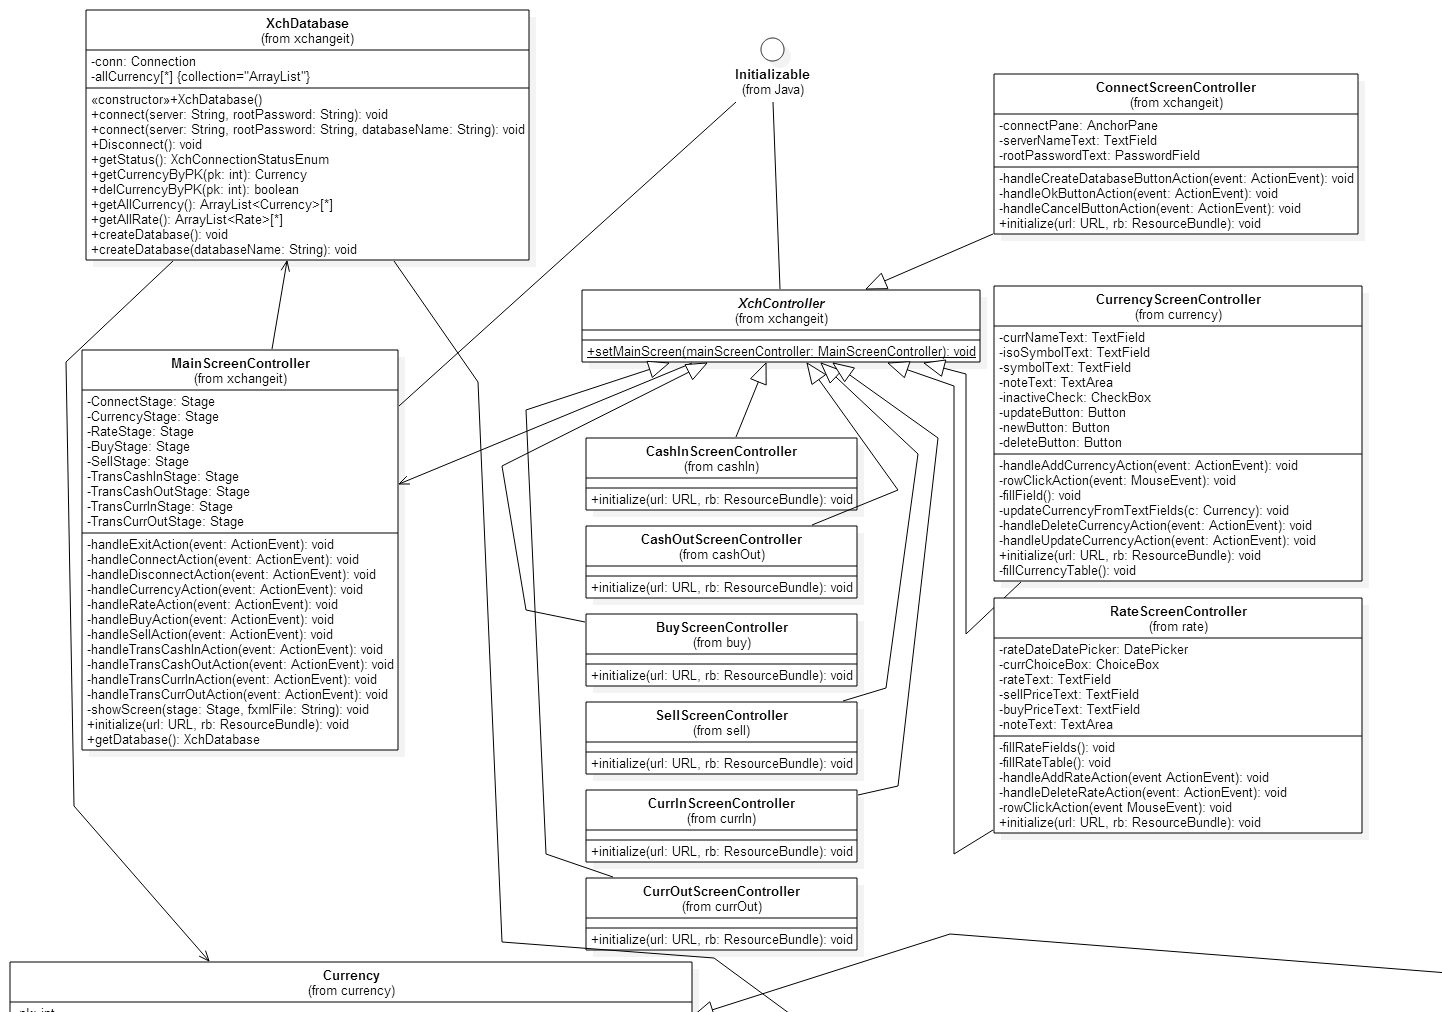 XchDatabase
(from xchangeit)
-conn: Connection
-allCurrency[*] {collection="ArrayList"}
«constructor»+XchDatabase()
+connect(server: String, rootPassword: String): void
+connect(server: String, rootPassword: String, databaseName: String): void
+Disconnect(): void
+getStatus(): XchConnectionStatusEnum
+getCurrencyByPK(pk: int): Currency
+delCurrencyByPK(pk: int): boolean
+getAllCurrency(): ArrayList<Currency>[*]
+getAllRate(): ArrayList<Rate>[*]
+createDatabase(): void
+createDatabase(databaseName: String): void
Initializable
(from Java)
ConnectScreenController
(from xchangeit)
-connectPane: AnchorPane
-serverNameText: TextField
-rootPasswordText: PasswordField
-handleCreateDatabaseButtonAction(event: ActionEvent): void
-handleOkButtonAction(event: ActionEvent): void
-handleCancelButtonAction(event: ActionEvent): void
+initialize(url: URL, rb: ResourceBundle): void
XchController
(from xchangeit)
+setMainScreen(mainScreenController: MainScreenController): void
CurrencyScreenController
(from currency)
-currNameText: TextField
-isoSymbolText: TextField
-symbolText: TextField
-noteText: TextArea
-inactiveCheck: CheckBox
-updateButton: Button
-newButton: Button
-deleteButton: Button
-handleAddCurrencyAction(event: ActionEvent): void
-rowClickAction(event: MouseEvent): void
-fillField(): void
-updateCurrencyFromTextFields(c: Currency): void
-handleDeleteCurrencyAction(event: ActionEvent): void
-handleUpdateCurrencyAction(event: ActionEvent): void
+initialize(url: URL, rb: ResourceBundle): void
-fillCurrencyTable(): void
MainScreenController
(from xchangeit)
-ConnectStage: Stage
-CurrencyStage: Stage
-RateStage: Stage
-BuyStage: Stage
-SellStage: Stage
-TransCashInStage: Stage
-TransCashOutStage: Stage
-TransCurrInStage: Stage
-TransCurrOutStage: Stage
-handleExitAction(event: ActionEvent): void
-handleConnectAction(event: ActionEvent): void
-handleDisconnectAction(event: ActionEvent): void
-handleCurrencyAction(event: ActionEvent): void
-handleRateAction(event: ActionEvent): void
-handleBuyAction(event: ActionEvent): void
-handleSellAction(event: ActionEvent): void
-handleTransCashInAction(event: ActionEvent): void
-handleTransCashOutAction(event: ActionEvent): void
-handleTransCurrInAction(event: ActionEvent): void
-handleTransCurrOutAction(event: ActionEvent): void
-showScreen(stage: Stage, fxmlFile: String): void
+initialize(url: URL, rb: ResourceBundle): void
+getDatabase(): XchDatabase
CashInScreenController
(from cashIn)
+initialize(url: URL, rb: ResourceBundle): void
CashOutScreenController
(from cashOut)
+initialize(url: URL, rb: ResourceBundle): void
BuyScreenController
(from buy)
+initialize(url: URL, rb: ResourceBundle): void
SellScreenController
(from sell)
+initialize(url: URL, rb: ResourceBundle): void
CurrInScreenController
(from currIn)
+initialize(url: URL, rb: ResourceBundle): void
CurrOutScreenController
(from currOut)
+initialize(url: URL, rb: ResourceBundle): void
RateScreenController
(from rate)
-rateDateDatePicker: DatePicker
-currChoiceBox: ChoiceBox
-rateText: TextField
-sellPriceText: TextField
-buyPriceText: TextField
-noteText: TextArea
-fillRateFields(): void
-fillRateTable(): void
-handleAddRateAction(event ActionEvent): void
-handleDeleteRateAction(event: ActionEvent): void
-rowClickAction(event MouseEvent): void
+initialize(url: URL, rb: ResourceBundle): void
Currency
(from currency)
-pk: int